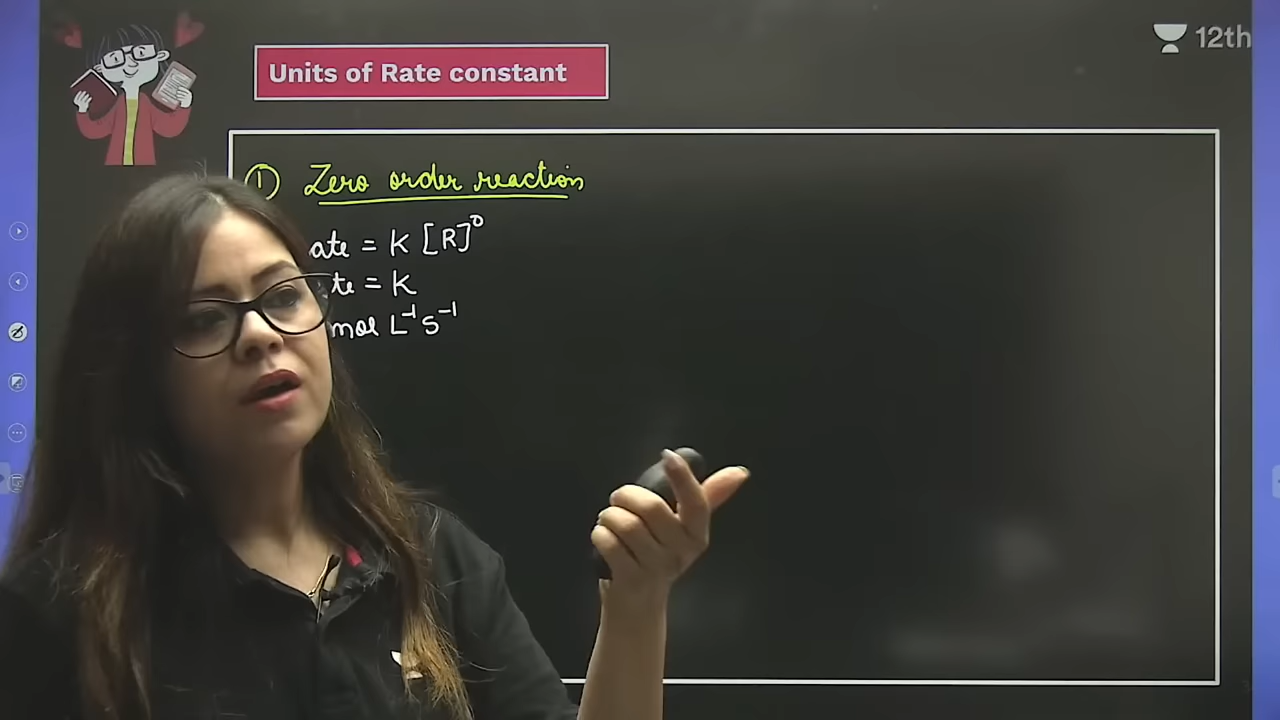 Units of Rate constant
12th
① Zero order reaction
ate = K [R]⁰
te = K
mol L⁻¹ S⁻¹